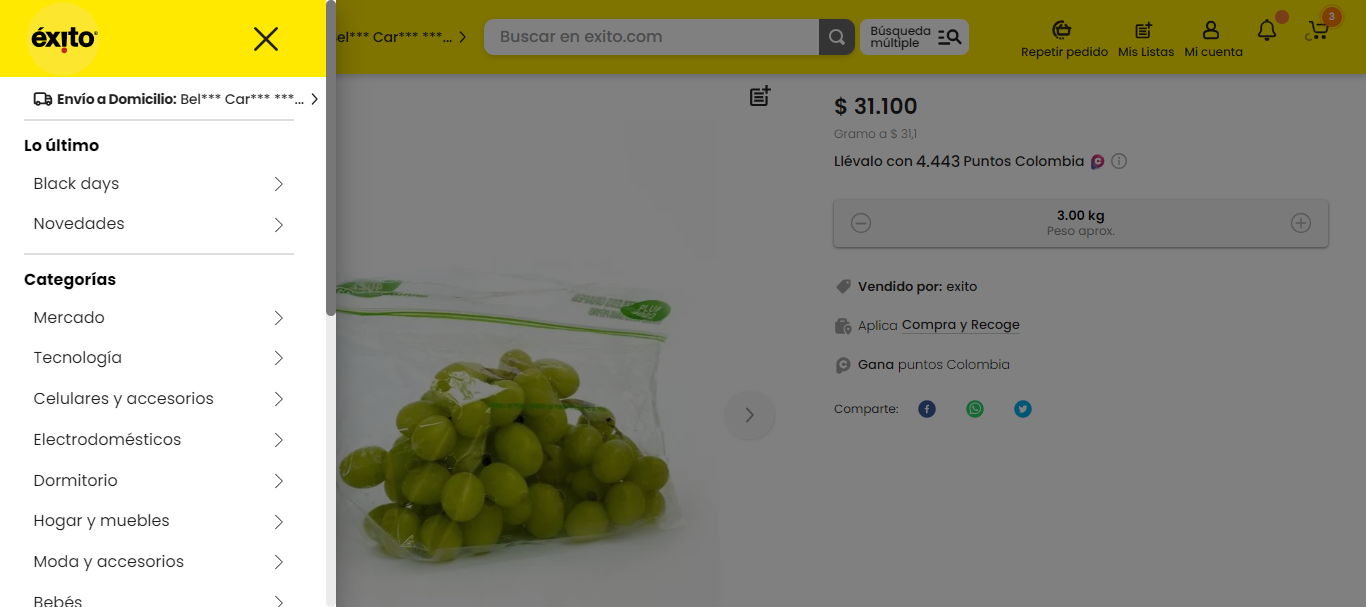 éxito
Envío a Domicilio: Bel*** Car*** ***...
Lo último
Black days
Novedades
Categorías
Mercado
Tecnología
Celulares y accesorios
Electrodomésticos
Dormitorio
Hogar y muebles
Moda y accesorios
Bebés
el*** Car*** ***...
Buscar en exito.com
Búsqueda
múltiple
Repetir pedido
Mis Listas
Mi cuenta
3
$ 31.100
Gramo a $ 31,1
Llévalo con 4.443 Puntos Colombia
3.00 kg
Peso aprox.
Vendido por: exito
Aplica Compra y Recoge
Gana puntos Colombia
Comparte: